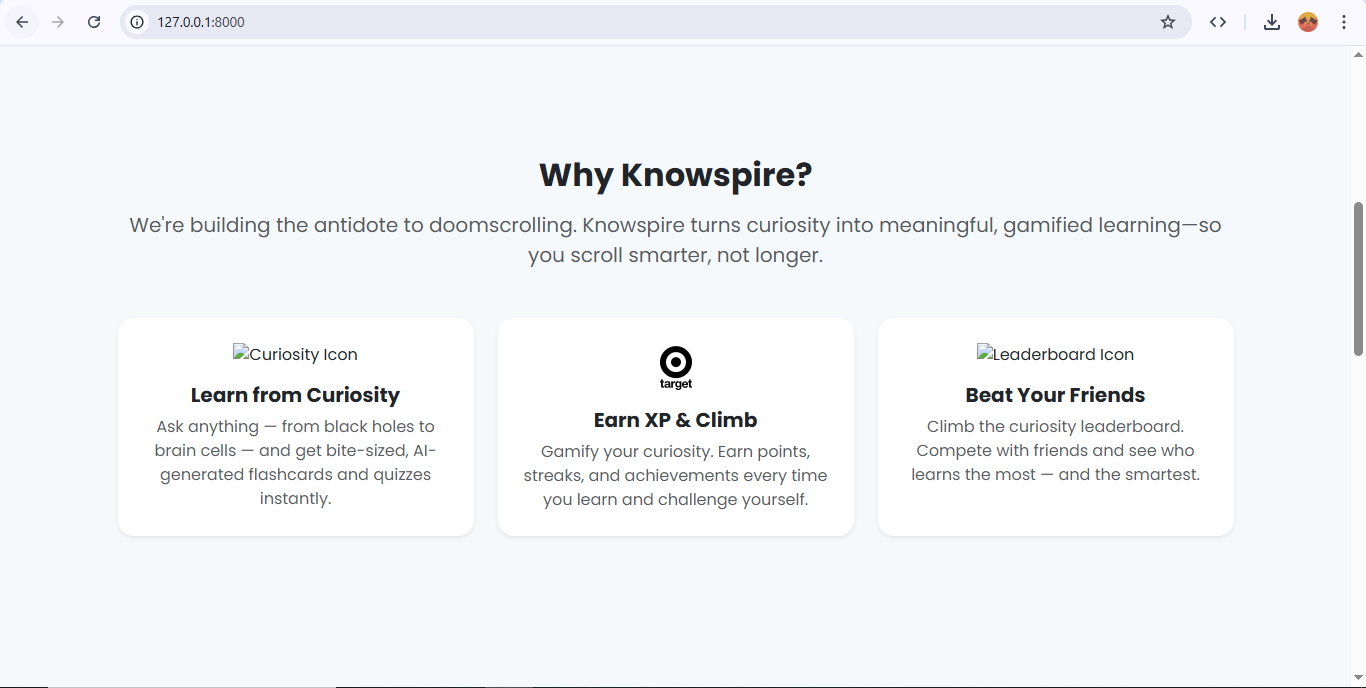 127.0.0.1:8000
Why Knowspire?
We're building the antidote to doomscrolling. Knowspire turns curiosity into meaningful, gamified learning—so
you scroll smarter, not longer.
Curiosity Icon
Learn from Curiosity
Ask anything — from black holes to
brain cells — and get bite-sized, AI-
generated flashcards and quizzes
instantly.
target
Earn XP & Climb
Gamify your curiosity. Earn points,
streaks, and achievements every time
you learn and challenge yourself.
Leaderboard Icon
Beat Your Friends
Climb the curiosity leaderboard.
Compete with friends and see who
learns the most — and the smartest.